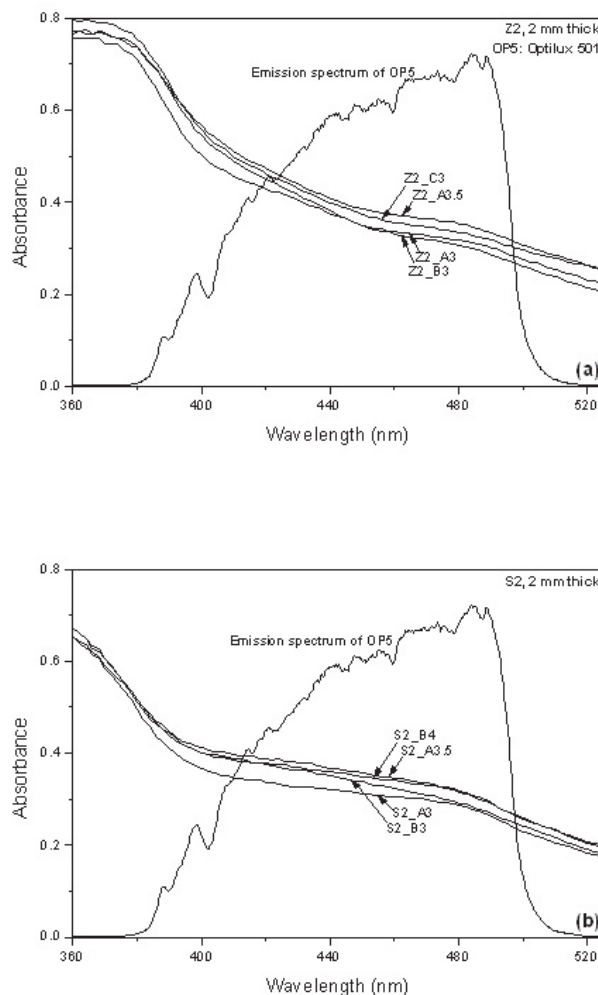 Z2, 2 mm thick
OP5: Optilux 501
Emission spectrum of OP5
Z2_C3
Z2_A3.5
Z2_A3
Z2_B3
Absorbance
0.8
0.6
0.4
0.2
0.0
(a)
360
400
440
480
520
Wavelength (nm)
S2, 2 mm thick
Emission spectrum of OP5
S2_B4
S2_A3.5
S2_A3
S2_B3
Absorbance
0.8
0.6
0.4
0.2
0.0
(b)
360
400
440
480
520
Wavelength (nm)